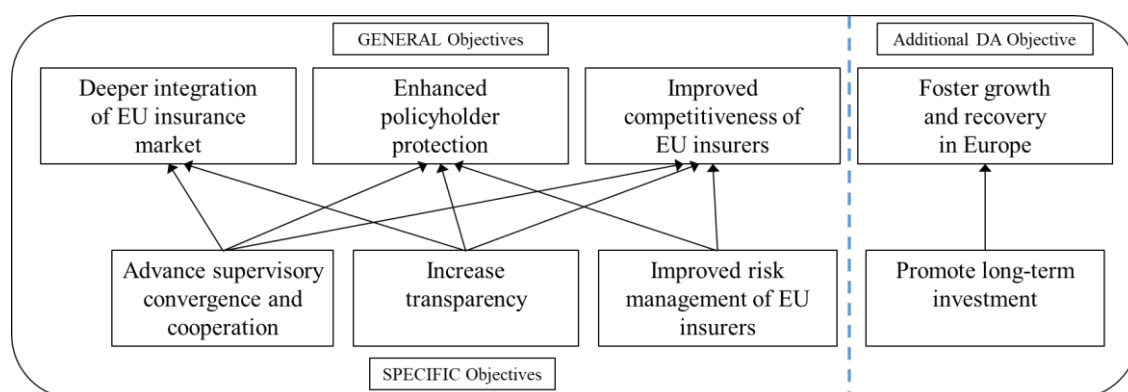 GENERAL Objectives
Additional DA Objective
Deeper integration
of EU insurance
market
Enhanced
policyholder
protection
Improved
competitiveness of
EU insurers
Foster growth
and recovery
in Europe
Advance supervisory
convergence and
cooperation
Increase
transparency
Improved risk
management of EU
insurers
Promote long-term
investment
SPECIFIC Objectives